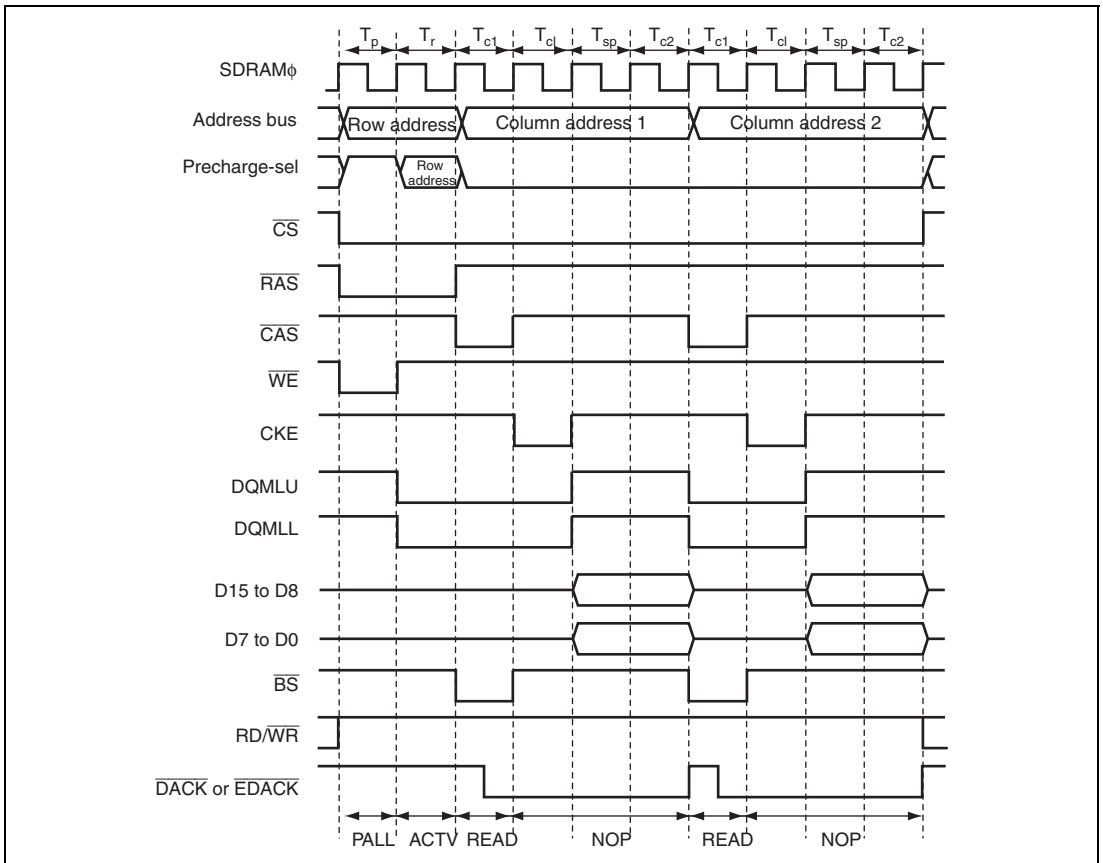 Tp Tr Tc1 Tcl Tsp Tc2 Tc1 Tcl Tsp Tc2
SDRAMϕ
Address bus Row address Column address 1 Column address 2
Precharge-sel Row address
CS
RAS
CAS
WE
CKE
DQMLU
DQMLL
D15 to D8
D7 to D0
BS
RD/WR
DACK or EDACK
PALL ACTV READ NOP READ NOP